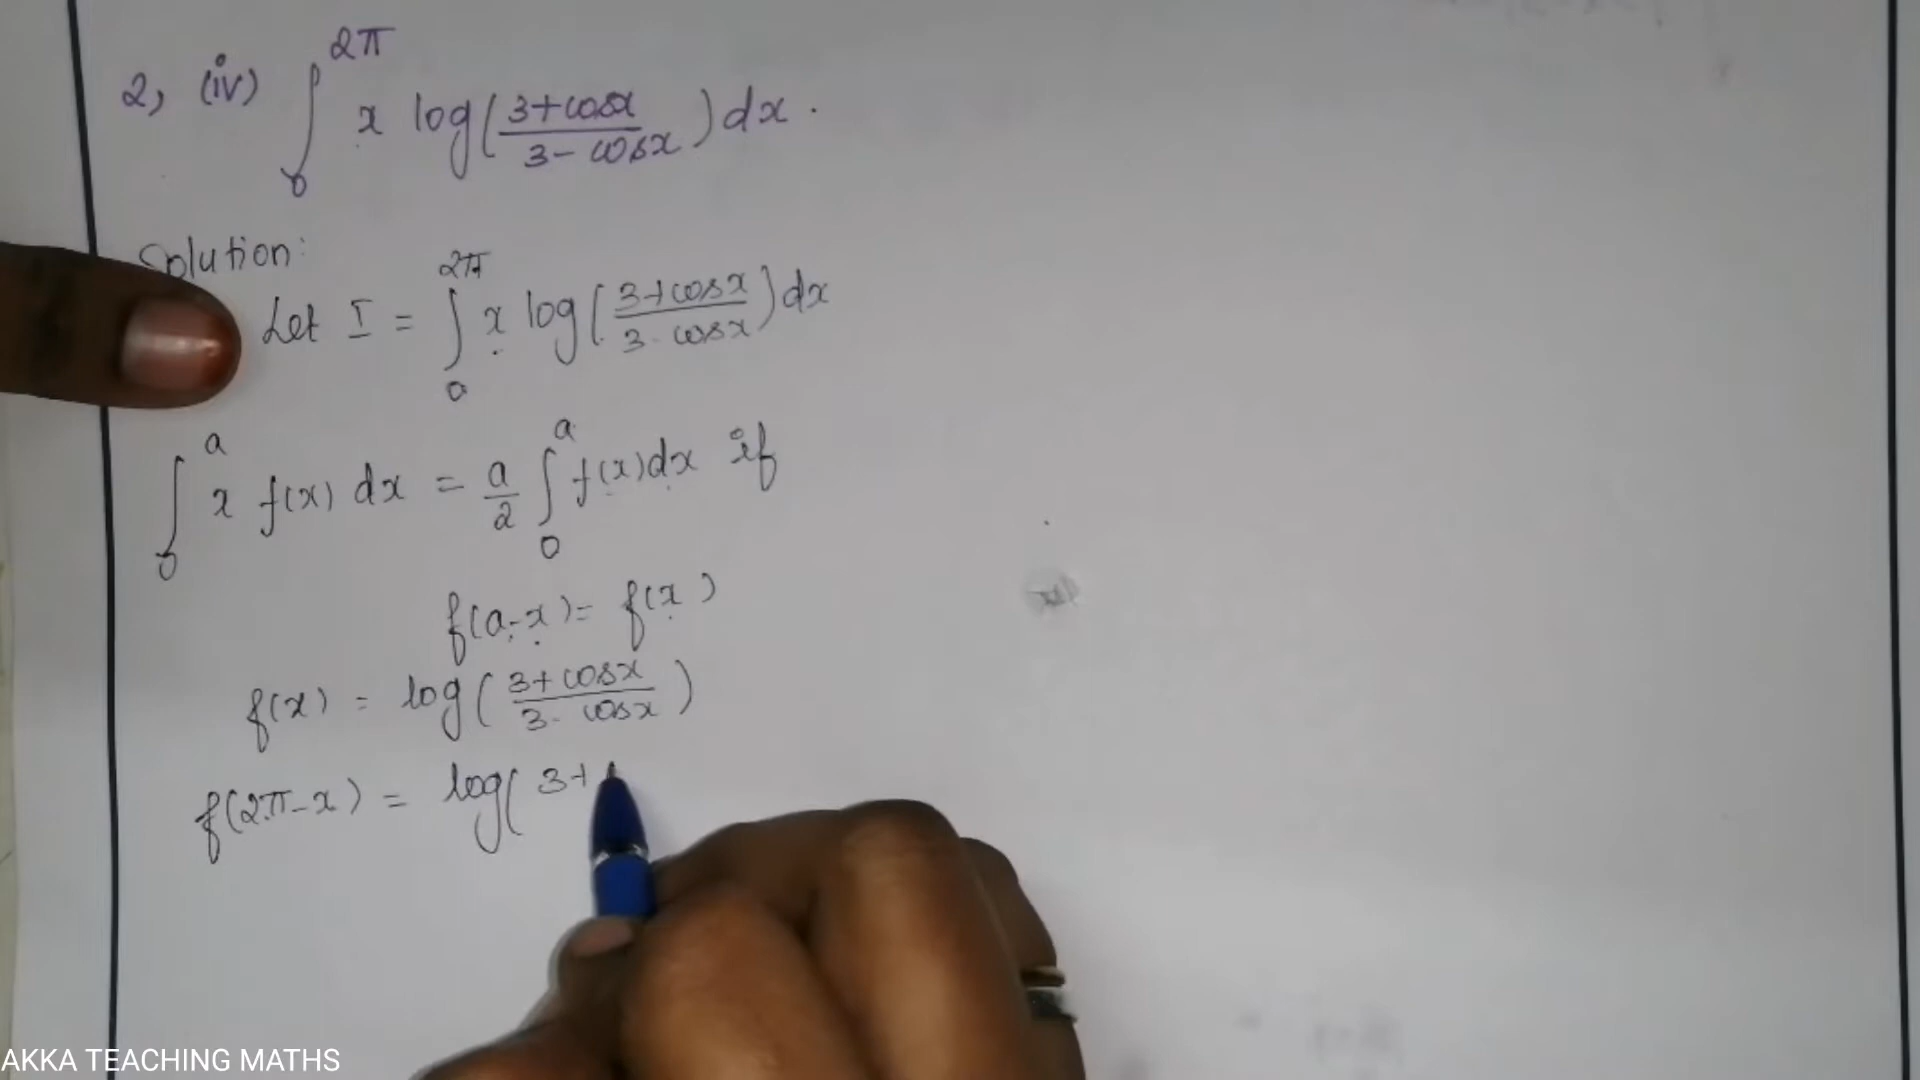 2, (iv) ∫₀^2π x log(3+cosx / 3-cosx) dx.
Solution:
Let I = ∫₀^2π x log(3+cosx / 3-cosx) dx
∫₀^a x f(x) dx = a/2 ∫₀^a f(x) dx if
f(a-x) = f(x)
f(x) = log(3+cosx / 3-cosx)
f(2π-x) = log(3+
AKKA TEACHING MATHS